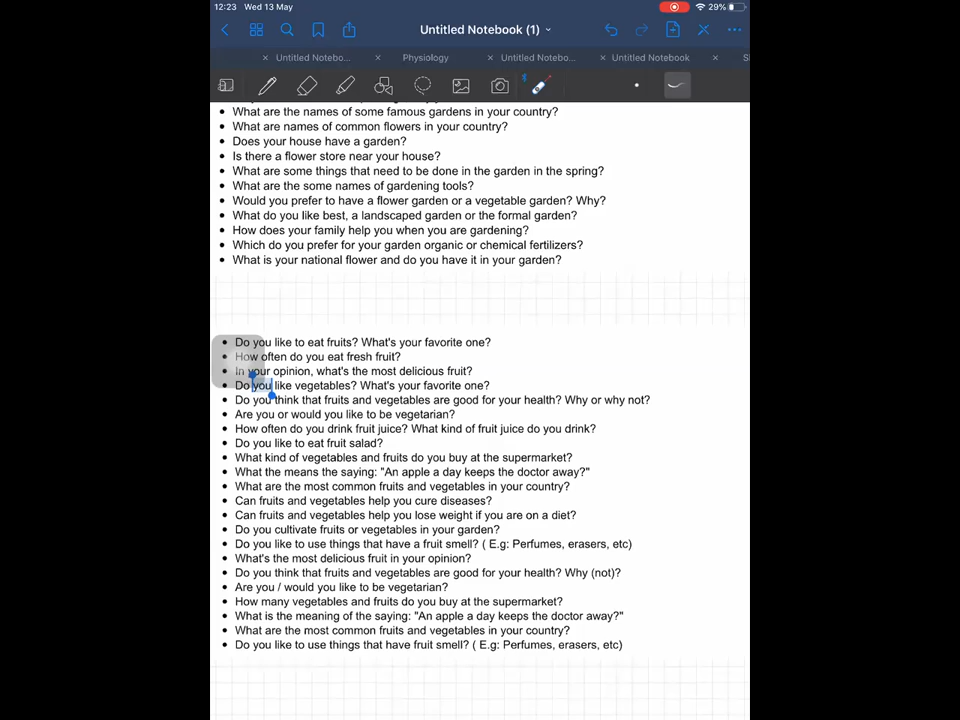 12:23 Wed 13 May 29%
Untitled Notebook (1)
× Untitled Notebo... × Physiology × Untitled Notebo... × Untitled Notebook × S
• What are the names of some famous gardens in your country?
• What are names of common flowers in your country?
• Does your house have a garden?
• Is there a flower store near your house?
• What are some things that need to be done in the garden in the spring?
• What are the some names of gardening tools?
• Would you prefer to have a flower garden or a vegetable garden? Why?
• What do you like best, a landscaped garden or the formal garden?
• How does your family help you when you are gardening?
• Which do you prefer for your garden organic or chemical fertilizers?
• What is your national flower and do you have it in your garden?
• Do you like to eat fruits? What's your favorite one?
• How often do you eat fresh fruit?
• In your opinion, what's the most delicious fruit?
• Do you like vegetables? What's your favorite one?
• Do you think that fruits and vegetables are good for your health? Why or why not?
• Are you or would you like to be vegetarian?
• How often do you drink fruit juice? What kind of fruit juice do you drink?
• Do you like to eat fruit salad?
• What kind of vegetables and fruits do you buy at the supermarket?
• What the means the saying: "An apple a day keeps the doctor away?"
• What are the most common fruits and vegetables in your country?
• Can fruits and vegetables help you cure diseases?
• Can fruits and vegetables help you lose weight if you are on a diet?
• Do you cultivate fruits or vegetables in your garden?
• Do you like to use things that have a fruit smell? ( E.g: Perfumes, erasers, etc)
• What's the most delicious fruit in your opinion?
• Do you think that fruits and vegetables are good for your health? Why (not)?
• Are you / would you like to be vegetarian?
• How many vegetables and fruits do you buy at the supermarket?
• What is the meaning of the saying: "An apple a day keeps the doctor away?"
• What are the most common fruits and vegetables in your country?
• Do you like to use things that have fruit smell? ( E.g: Perfumes, erasers, etc)